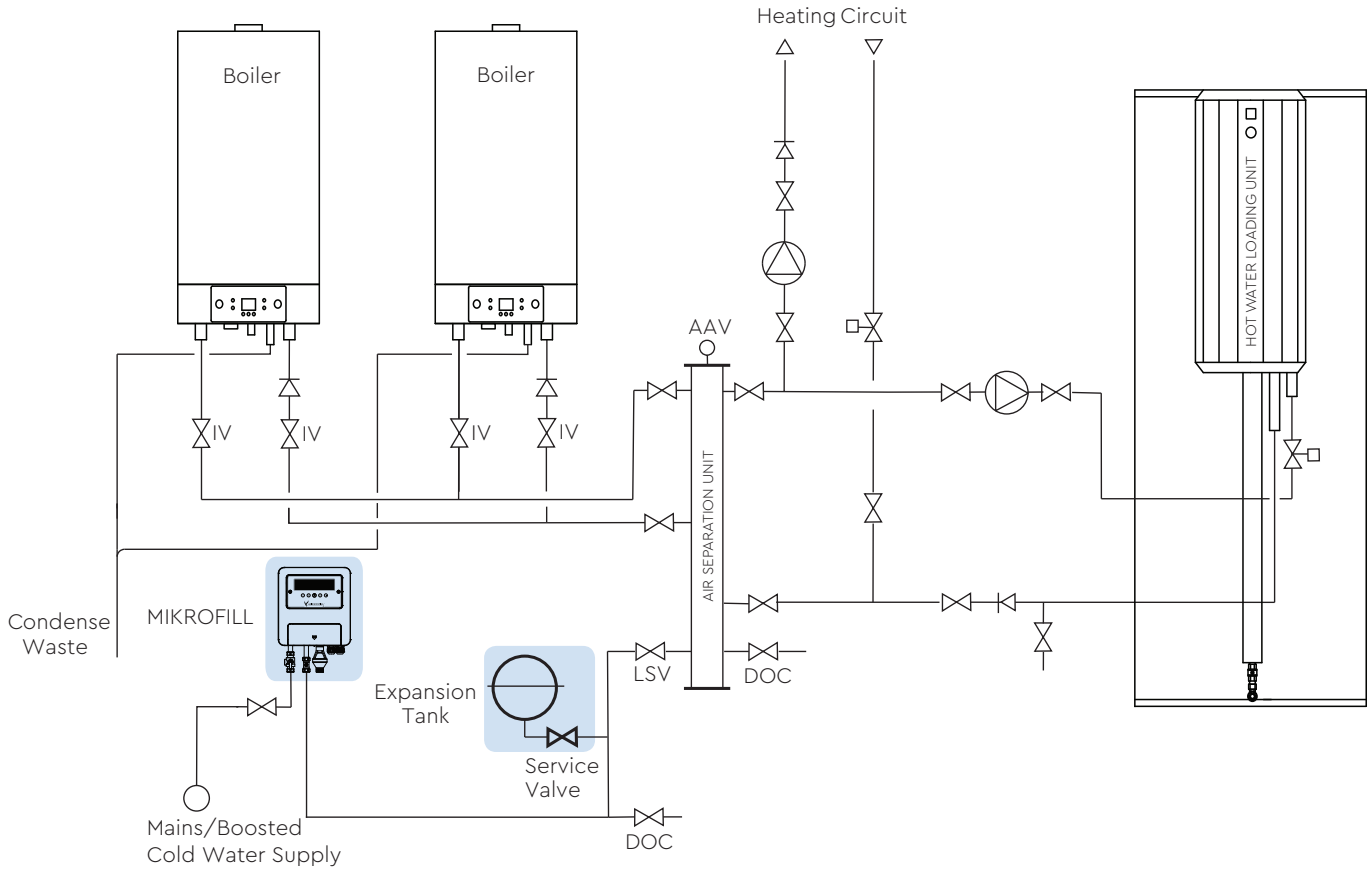 Heating Circuit
Boiler
Boiler
HOT WATER LOADING UNIT
AAV
IV
IV
IV
IV
AIR SEPARATION UNIT
MIKROFILL
Condense
Waste
Expansion
Tank
LSV
DOC
Service
Valve
Mains/Boosted
Cold Water Supply
DOC